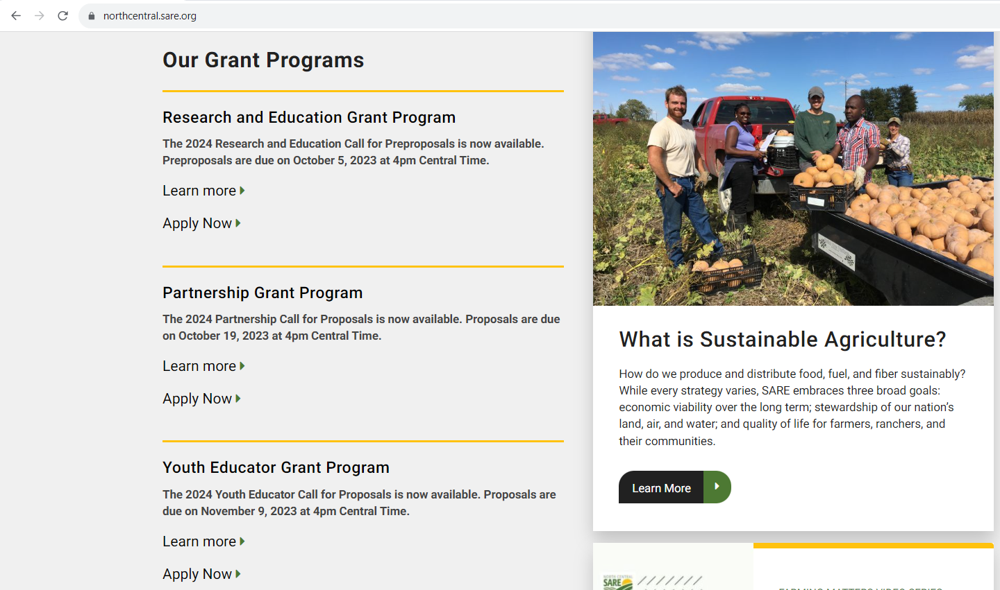 northcentral.sare.org
Our Grant Programs
Research and Education Grant Program
The 2024 Research and Education Call for Preproposals is now available.
Preproposals are due on October 5, 2023 at 4pm Central Time.
Learn more
Apply Now
Partnership Grant Program
The 2024 Partnership Call for Proposals is now available. Proposals are due
on October 19, 2023 at 4pm Central Time.
Learn more
Apply Now
Youth Educator Grant Program
The 2024 Youth Educator Call for Proposals is now available. Proposals are
due on November 9, 2023 at 4pm Central Time.
Learn more
Apply Now
What is Sustainable Agriculture?
How do we produce and distribute food, fuel, and fiber sustainably?
While every strategy varies, SARE embraces three broad goals:
economic viability over the long term; stewardship of our nation’s
land, air, and water; and quality of life for farmers, ranchers, and
their communities.
Learn More
NORTH CENTRAL
SARE
FARMING MATTERS VIDEO SERIES